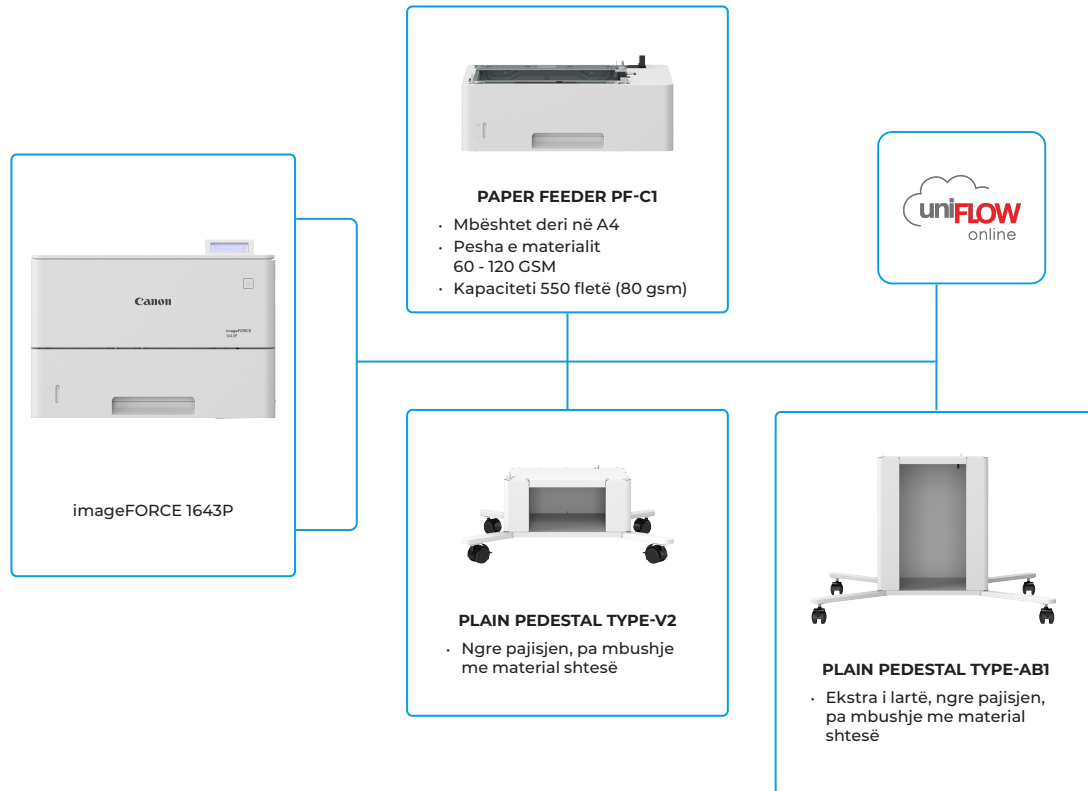 PAPER FEEDER PF-C1
· Mbështet deri në A4
· Pesha e materialit
60 - 120 GSM
· Kapaciteti 550 fletë (80 gsm)
uniFLOW
online
Canon
imageFORCE
1643P
imageFORCE 1643P
PLAIN PEDESTAL TYPE-V2
· Ngre pajisjen, pa mbushje
me material shtesë
PLAIN PEDESTAL TYPE-AB1
· Ekstra i lartë, ngre pajisjen,
pa mbushje me material
shtesë